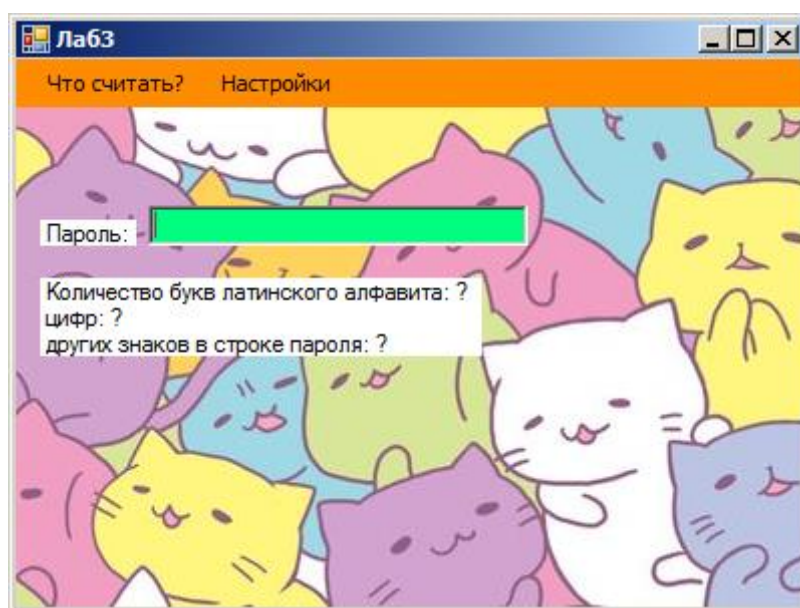 Лаб3
Что считать? Настройки
Пароль:
Количество букв латинского алфавита: ?
цифр: ?
других знаков в строке пароля: ?